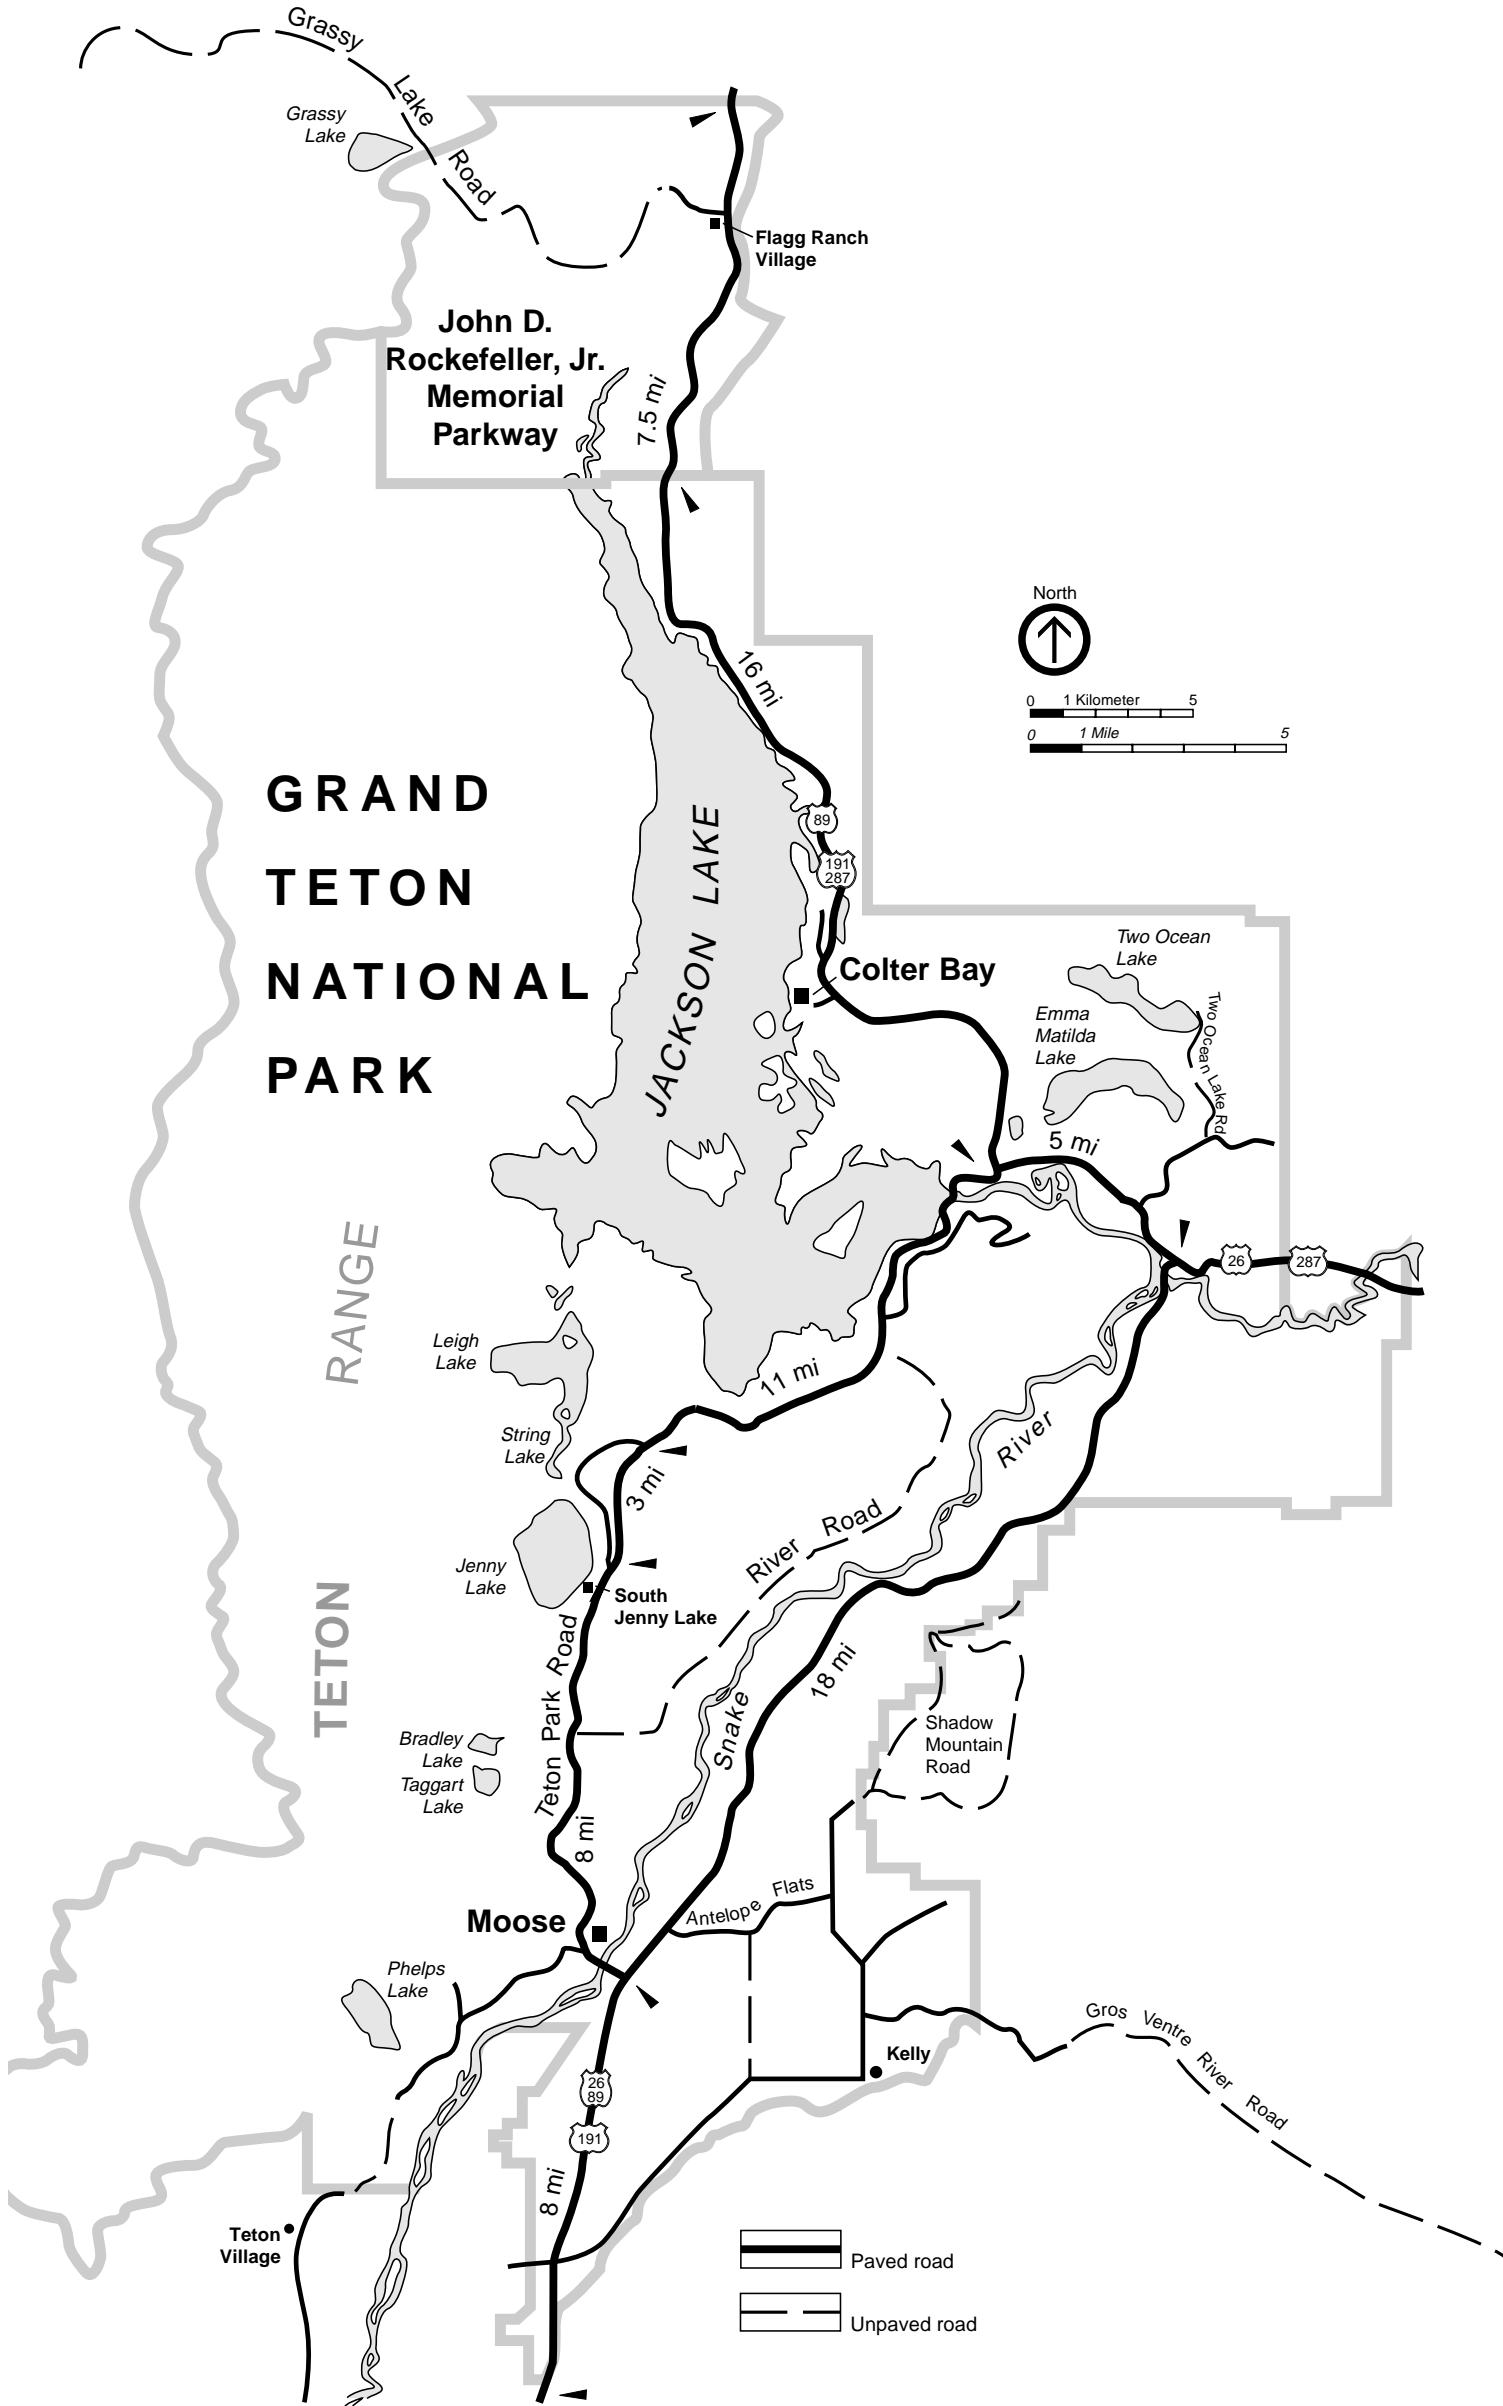 Grassy
Lake
Road
Grassy
Lake
Flagg Ranch
Village
John D.
Rockefeller, Jr.
Memorial
Parkway
7.5 mi
North
0 1 Kilometer 5
0 1 Mile 5
16 mi
GRAND
TETON
NATIONAL
PARK
JACKSON LAKE
89
191
287
Colter Bay
Two Ocean
Lake
Emma
Matilda
Lake
Two Ocean Lake Rd
5 mi
26
287
RANGE
TETON
Leigh
Lake
String
Lake
11 mi
3 mi
River
River Road
Jenny
Lake
South
Jenny Lake
Teton Park Road
18 mi
Snake
Bradley
Lake
Taggart
Lake
Shadow
Mountain
Road
8 mi
Antelope Flats
Moose
Phelps
Lake
Gros Ventre River Road
Kelly
26
89
191
8 mi
Teton
Village
Paved road
Unpaved road